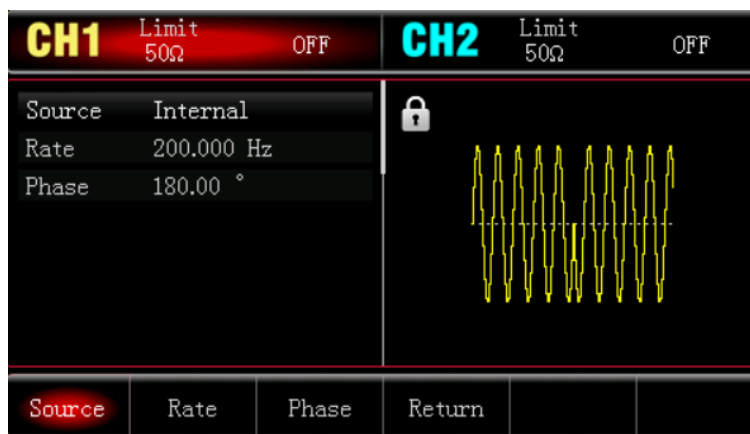 CH1 Limit 50Ω OFF
CH2 Limit 50Ω OFF
Source Internal
Rate 200.000 Hz
Phase 180.00 °
Source Rate Phase Return